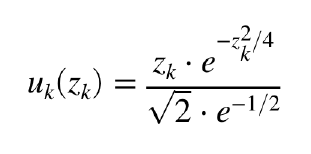 $u_k(z_k) = \frac{z_k \cdot e^{-z_k^2/4}}{\sqrt{2} \cdot e^{-1/2}}$